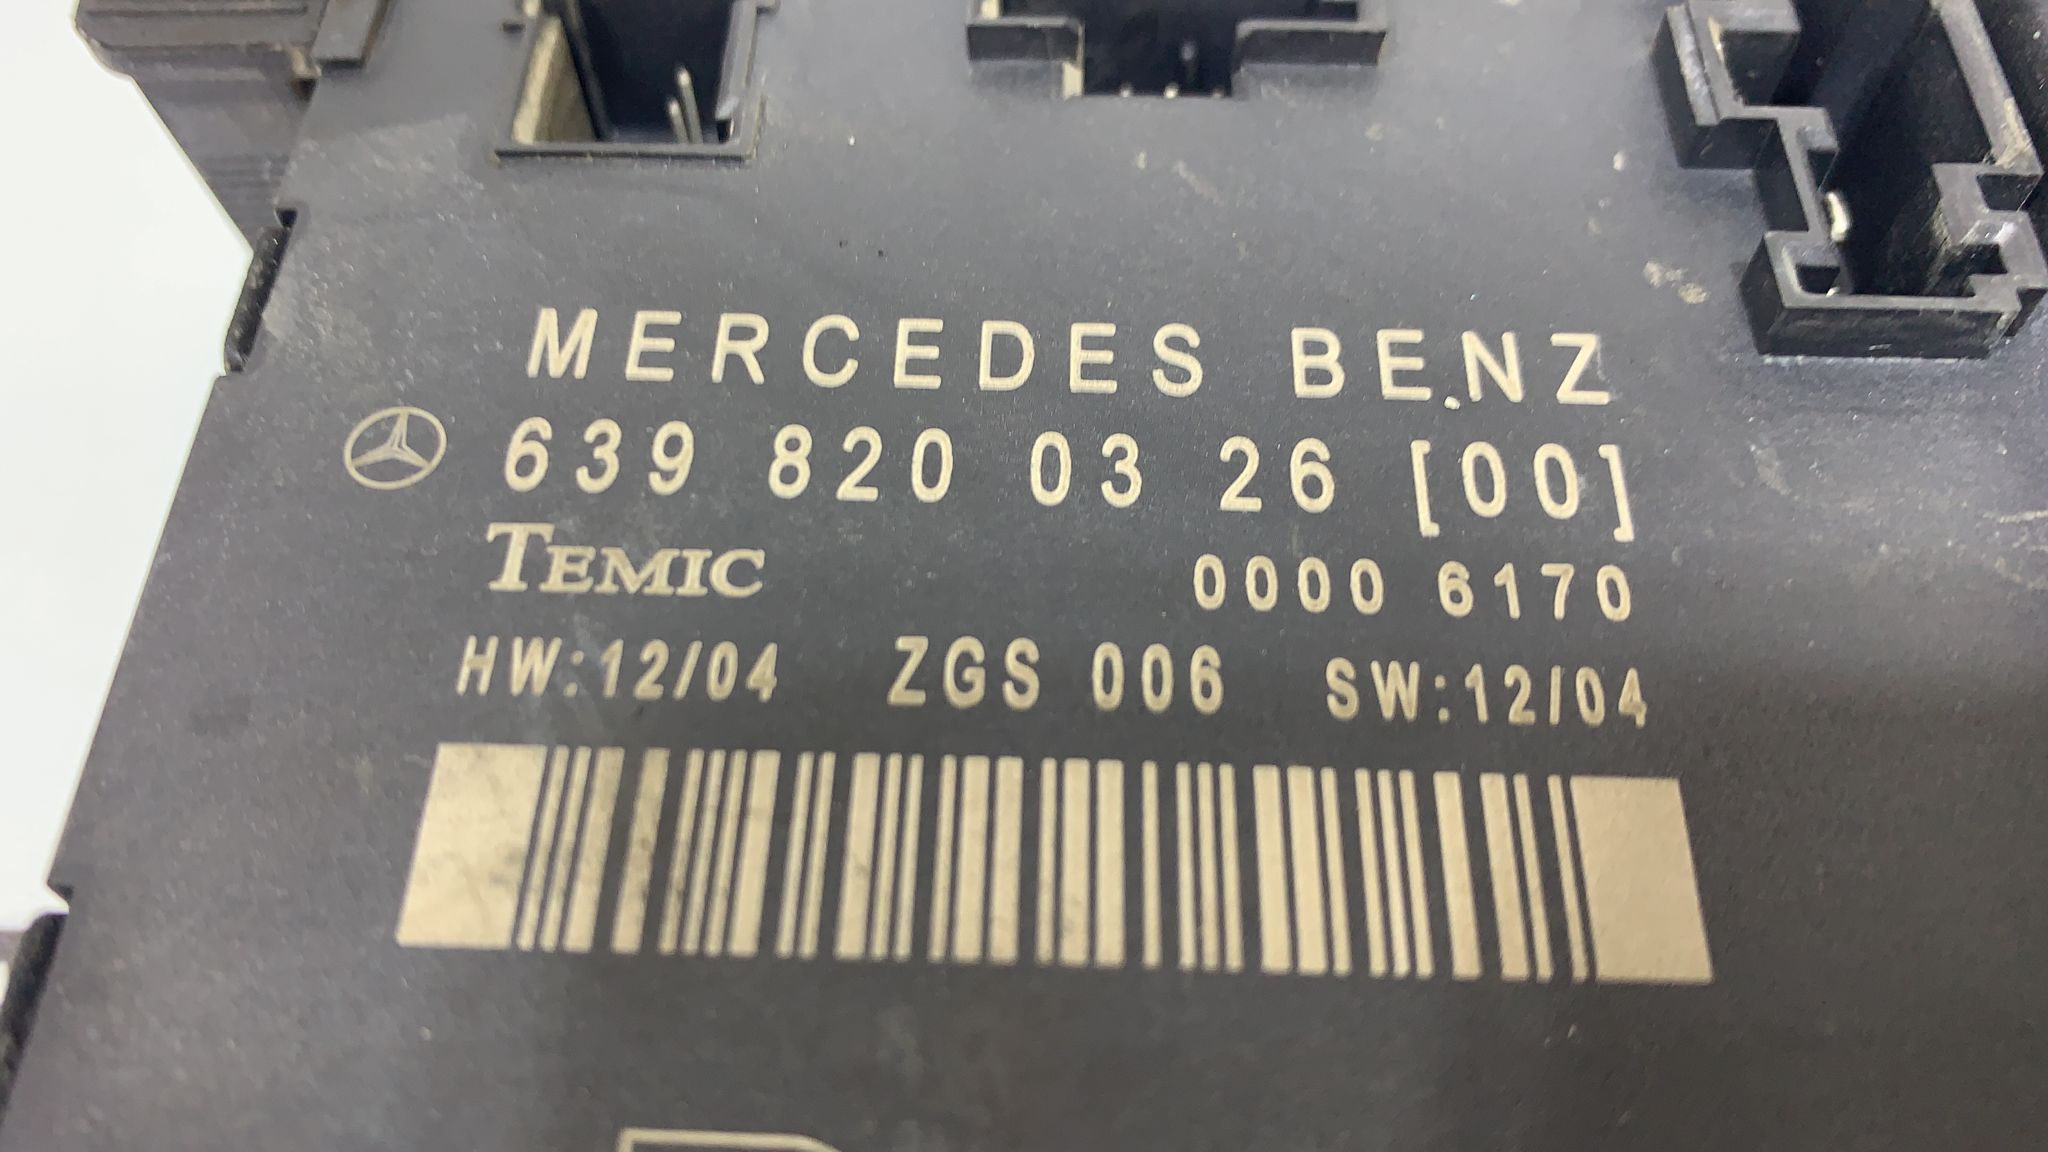 MERCEDES BENZ
639 820 03 26 [00]
TEMIC 0000 6170
HW:12/04 ZGS 006 SW:12/04